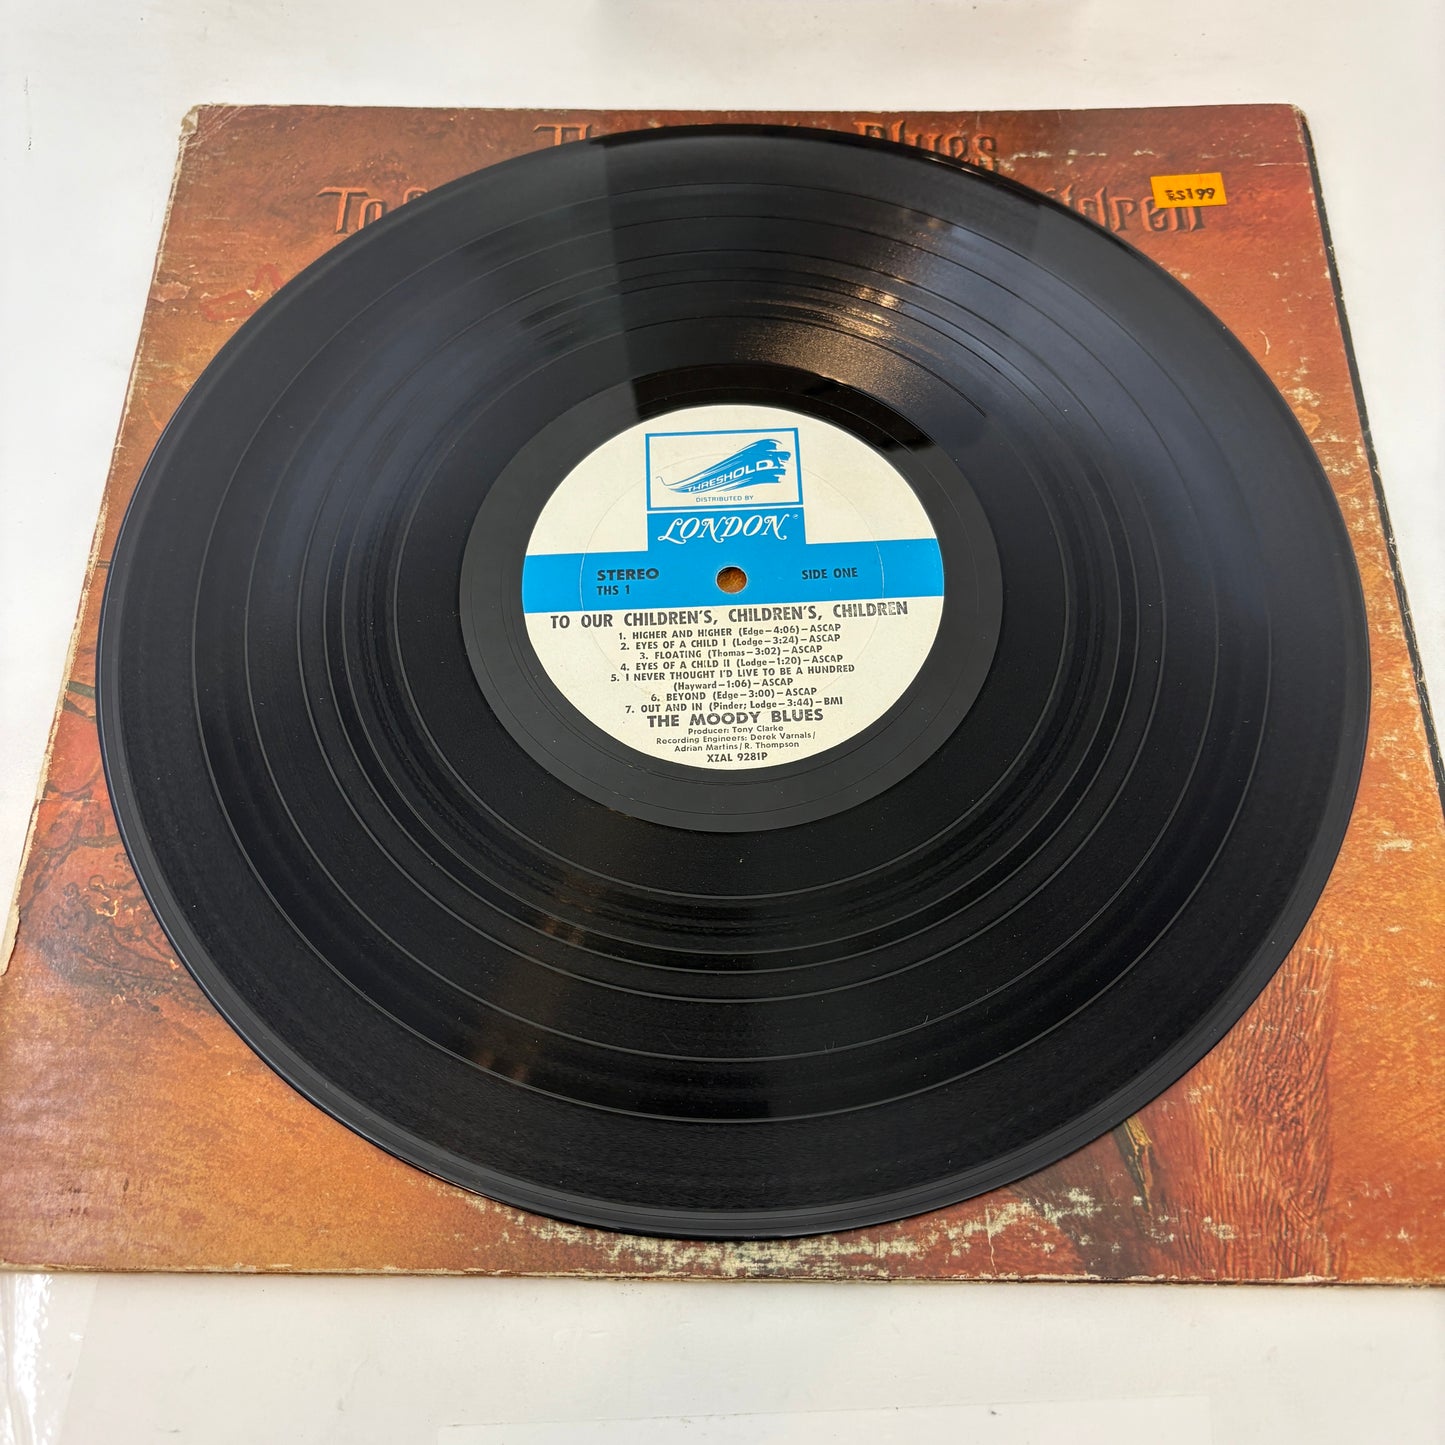 Blues
To
ldren
ES199
THRESHOLD
DISTRIBUTED BY
LONDON
STEREO
THS 1
SIDE ONE
TO OUR CHILDREN'S, CHILDREN'S, CHILDREN
1. HIGHER AND HIGHER (Edge–4:06)–ASCAP
2. EYES OF A CHILD I (Lodge–3:24)–ASCAP
3. FLOATING (Thomas–3:02)–ASCAP
4. EYES OF A CHILD II (Lodge–1:20)–ASCAP
5. I NEVER THOUGHT I'D LIVE TO BE A HUNDRED
(Hayward–1:06)–ASCAP
6. BEYOND (Edge–3:00)–ASCAP
7. OUT AND IN (Pinder; Lodge–3:44)–BMI
THE MOODY BLUES
Producer: Tony Clarke
Recording Engineers: Derek Varnals/
Adrian Martins/R. Thompson
XZAL 9281P